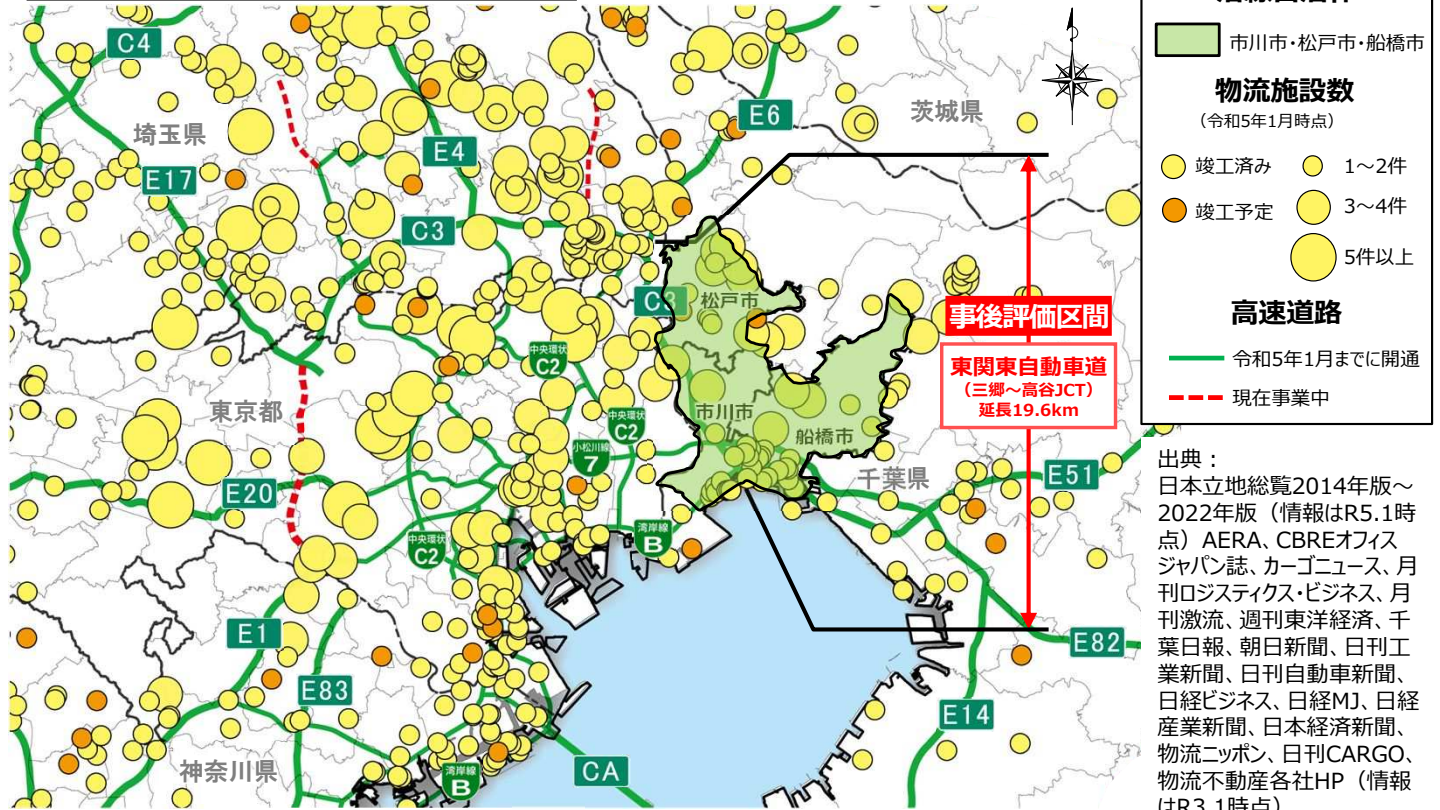 C4
E6
茨城県
埼玉県
E4
E17
C3
C3
松戸市
事後評価区間
東関東自動車道
（三郷～高谷JCT）
延長19.6km
中央環状
C2
東京都
中央環状
C2
市川市
船橋市
小松川線
7
千葉県
E51
E20
中央環状
C2
湾岸線
B
E1
E82
E83
E14
神奈川県
湾岸線
B
CA
市川市・松戸市・船橋市
物流施設数
（令和5年1月時点）
竣工済み
1～2件
竣工予定
3～4件
5件以上
高速道路
令和5年1月までに開通
現在事業中
出典：
日本立地総覧2014年版～
2022年版（情報はR5.1時
点）AERA、CBREオフィス
ジャパン誌、カーゴニュース、月
刊ロジスティクス・ビジネス、月
刊激流、週刊東洋経済、千
葉日報、朝日新聞、日刊工
業新聞、日刊自動車新聞、
日経ビジネス、日経MJ、日経
産業新聞、日本経済新聞、
物流ニッポン、日刊CARGO、
物流不動産各社HP（情報
はR3.1時点）